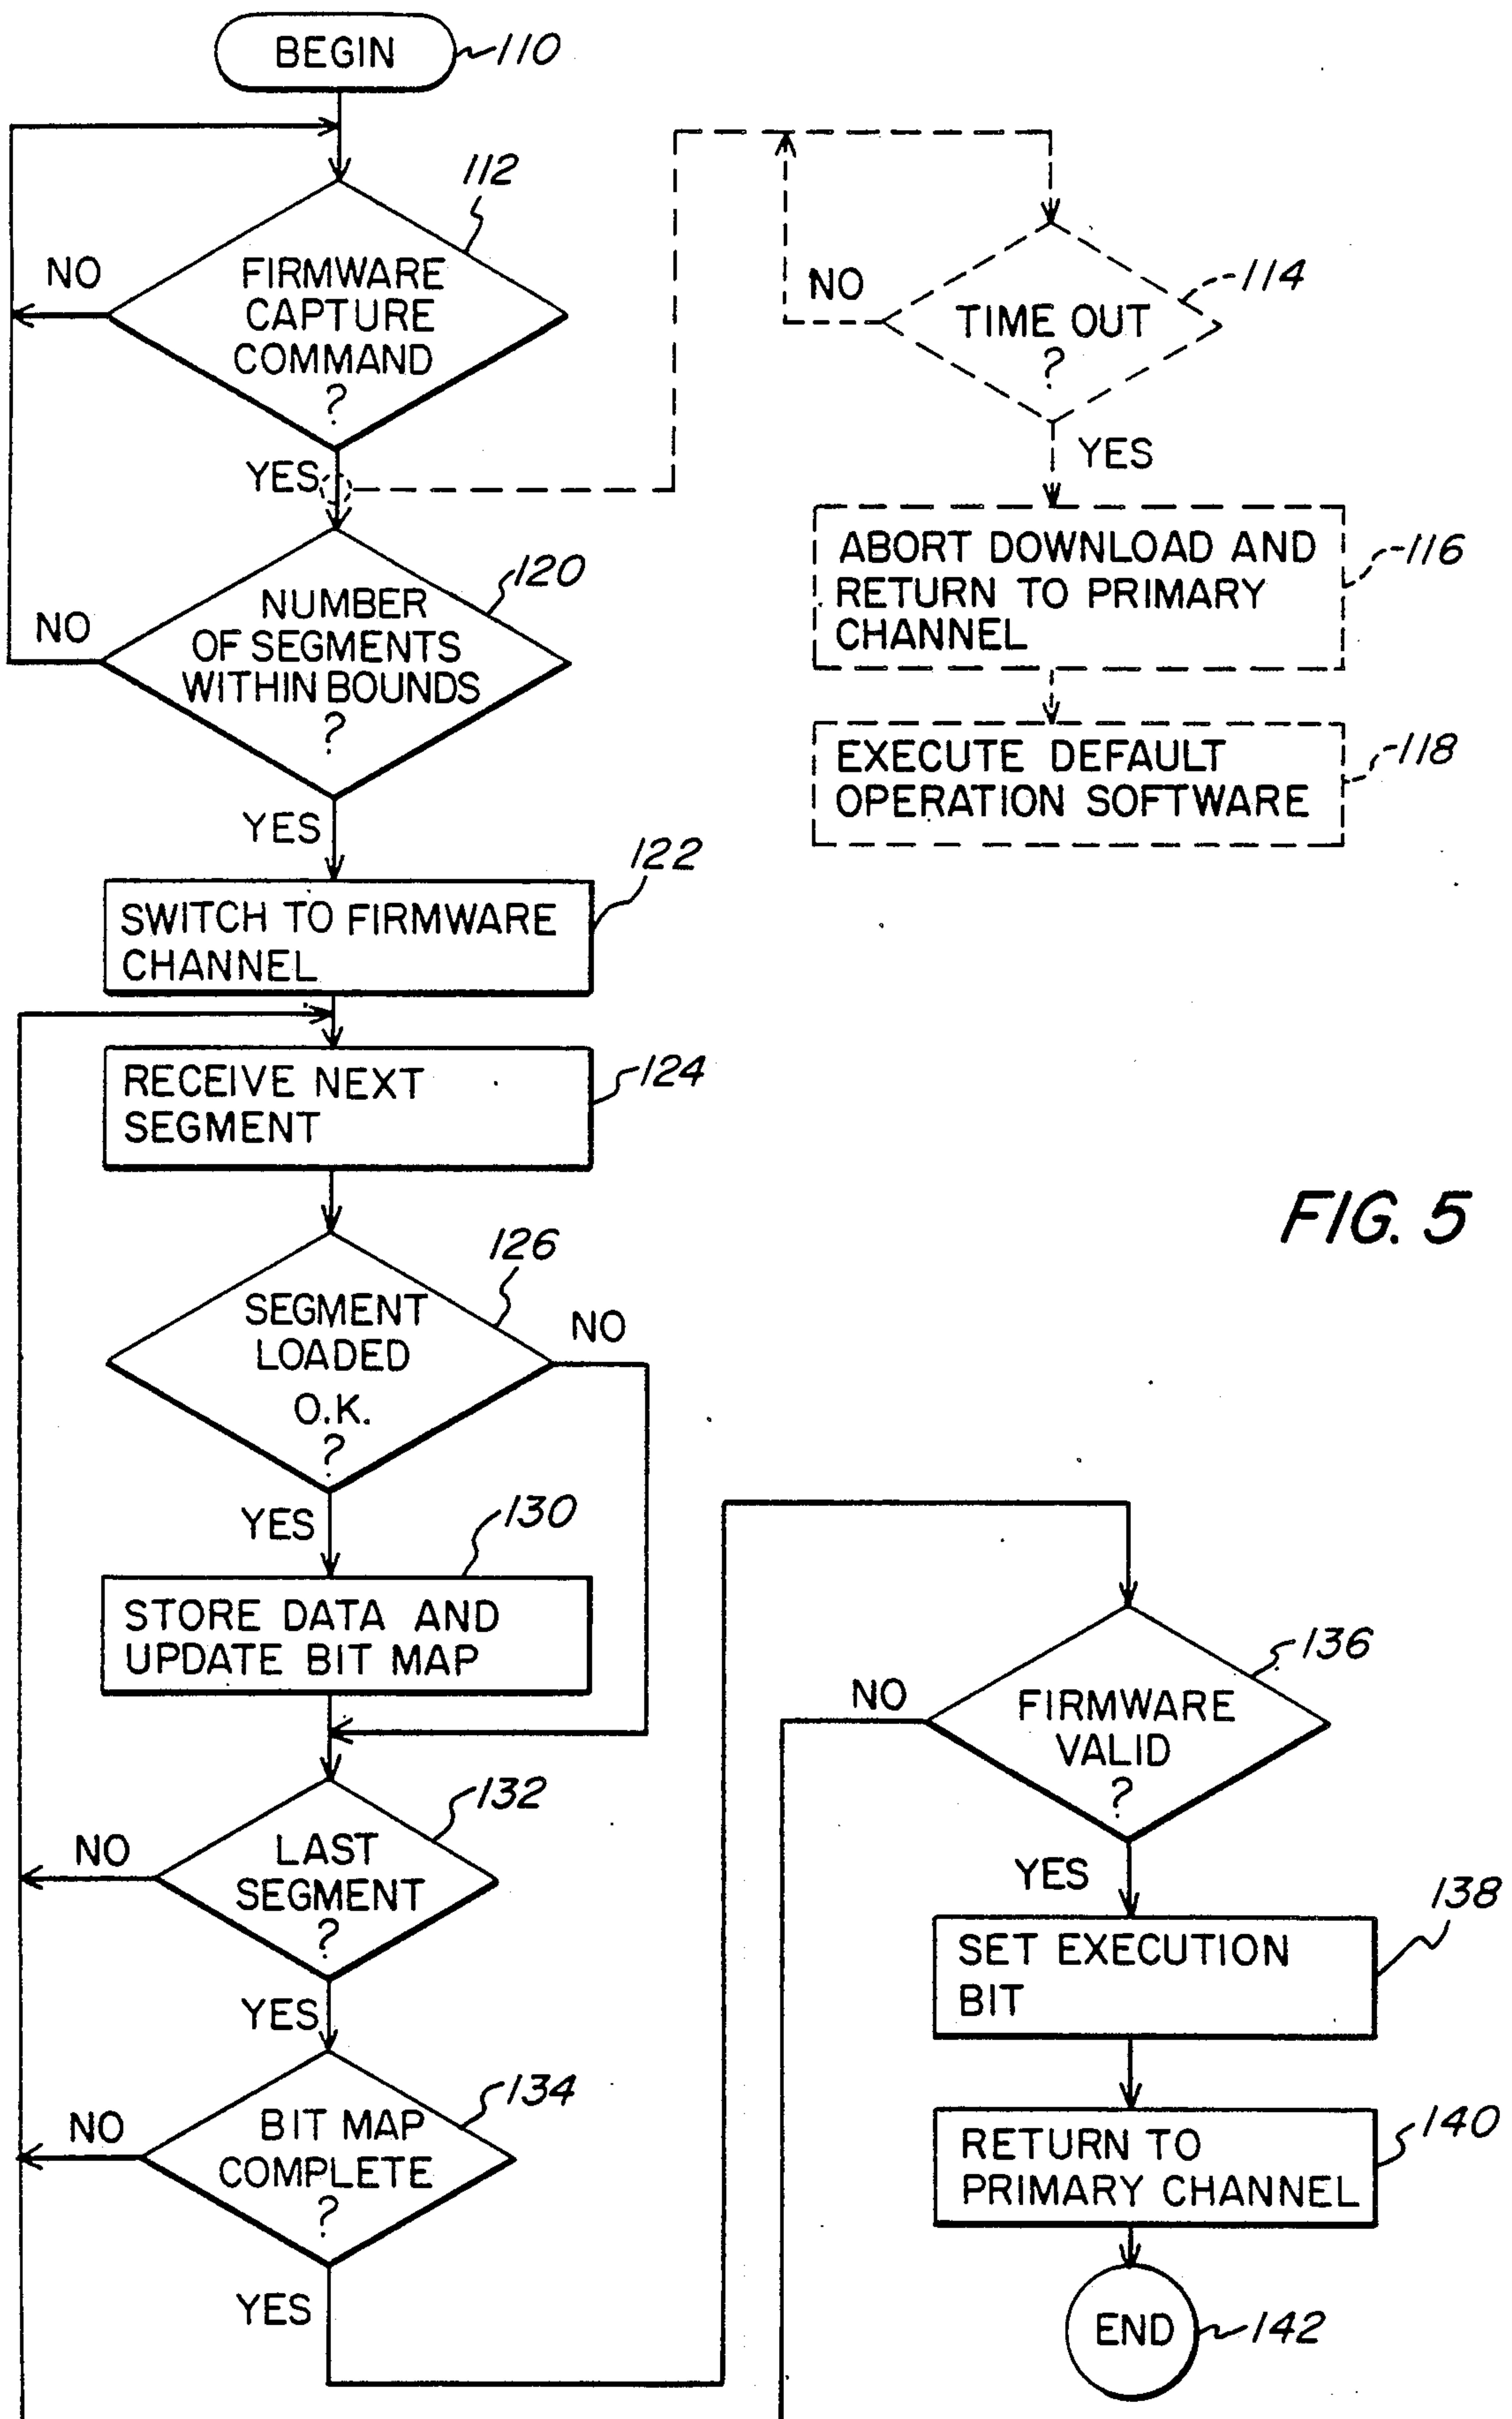 BEGIN
110
112
NO
FIRMWARE
CAPTURE
COMMAND
?
YES
NO
TIME OUT
?
114
YES
ABORT DOWNLOAD AND
RETURN TO PRIMARY
CHANNEL
116
EXECUTE DEFAULT
OPERATION SOFTWARE
118
120
NO
NUMBER
OF SEGMENTS
WITHIN BOUNDS
?
YES
122
SWITCH TO FIRMWARE
CHANNEL
RECEIVE NEXT
SEGMENT
124
FIG. 5
126
SEGMENT
LOADED
O.K.
?
NO
YES
130
STORE DATA AND
UPDATE BIT MAP
132
NO
LAST
SEGMENT
?
YES
134
NO
BIT MAP
COMPLETE
?
YES
136
NO
FIRMWARE
VALID
?
YES
138
SET EXECUTION
BIT
140
RETURN TO
PRIMARY CHANNEL
END
142